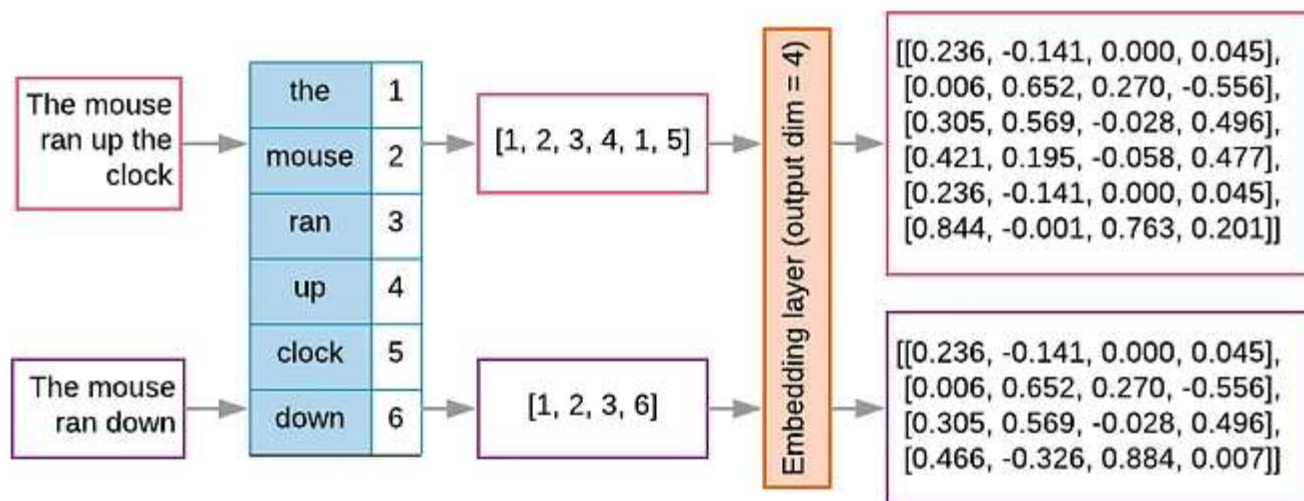 The mouse
ran up the
clock
the 1
mouse 2
ran 3
up 4
clock 5
down 6
[1, 2, 3, 4, 1, 5]
Embedding layer (output dim = 4)
[[0.236, -0.141, 0.000, 0.045],
[0.006, 0.652, 0.270, -0.556],
[0.305, 0.569, -0.028, 0.496],
[0.421, 0.195, -0.058, 0.477],
[0.236, -0.141, 0.000, 0.045],
[0.844, -0.001, 0.763, 0.201]]
The mouse
ran down
[1, 2, 3, 6]
[[0.236, -0.141, 0.000, 0.045],
[0.006, 0.652, 0.270, -0.556],
[0.305, 0.569, -0.028, 0.496],
[0.466, -0.326, 0.884, 0.007]]